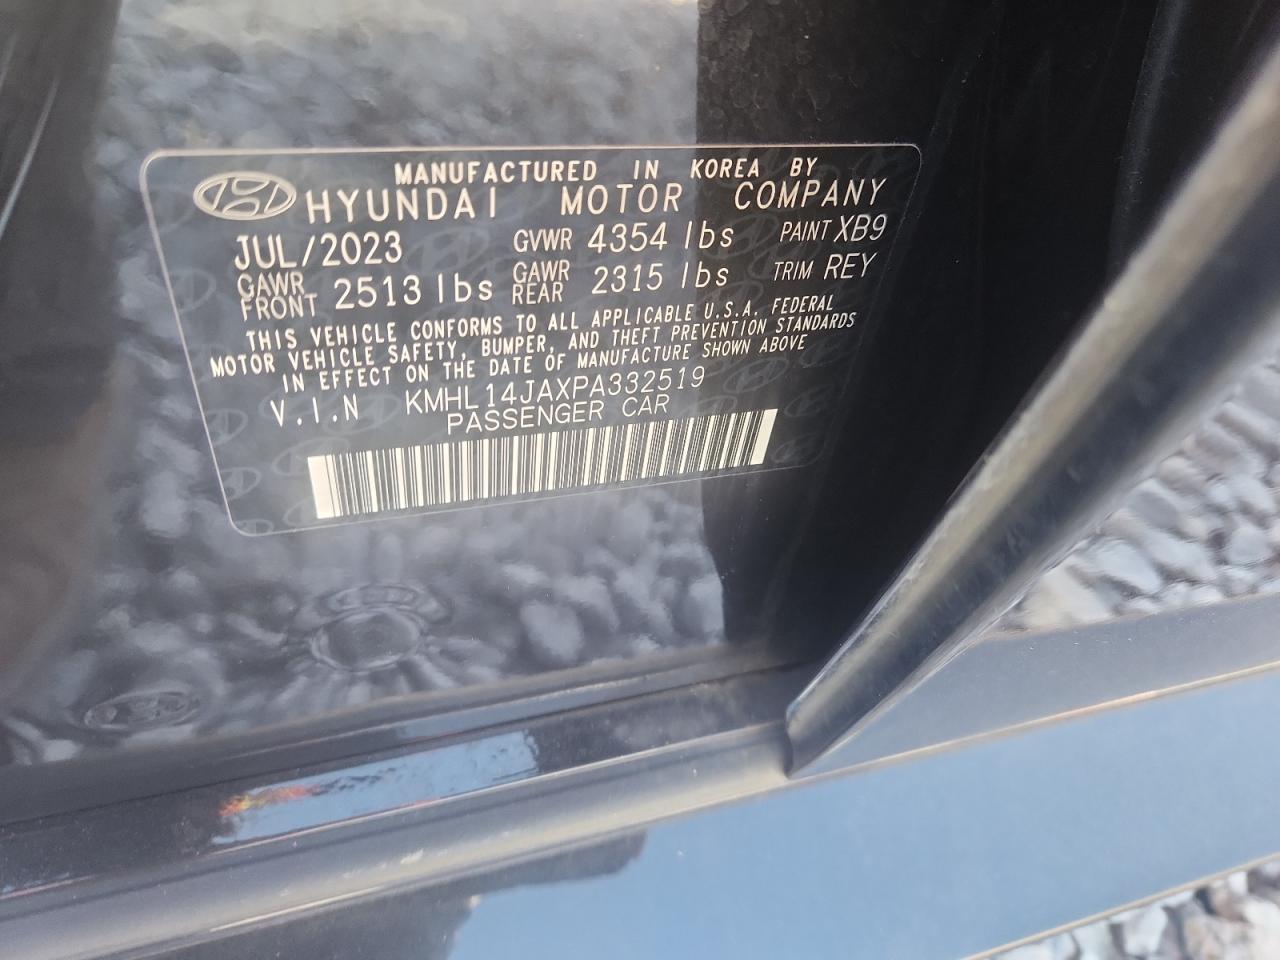 MANUFACTURED IN KOREA BY
HYUNDAI MOTOR COMPANY
JUL/2023 GVWR 4354 lbs PAINT XB9
GAWR FRONT 2513 lbs GAWR REAR 2315 lbs TRIM REY
THIS VEHICLE CONFORMS TO ALL APPLICABLE U.S.A. FEDERAL
MOTOR VEHICLE SAFETY, BUMPER, AND THEFT PREVENTION STANDARDS
IN EFFECT ON THE DATE OF MANUFACTURE SHOWN ABOVE
V.I.N KMHL14JAXPA332519
PASSENGER CAR